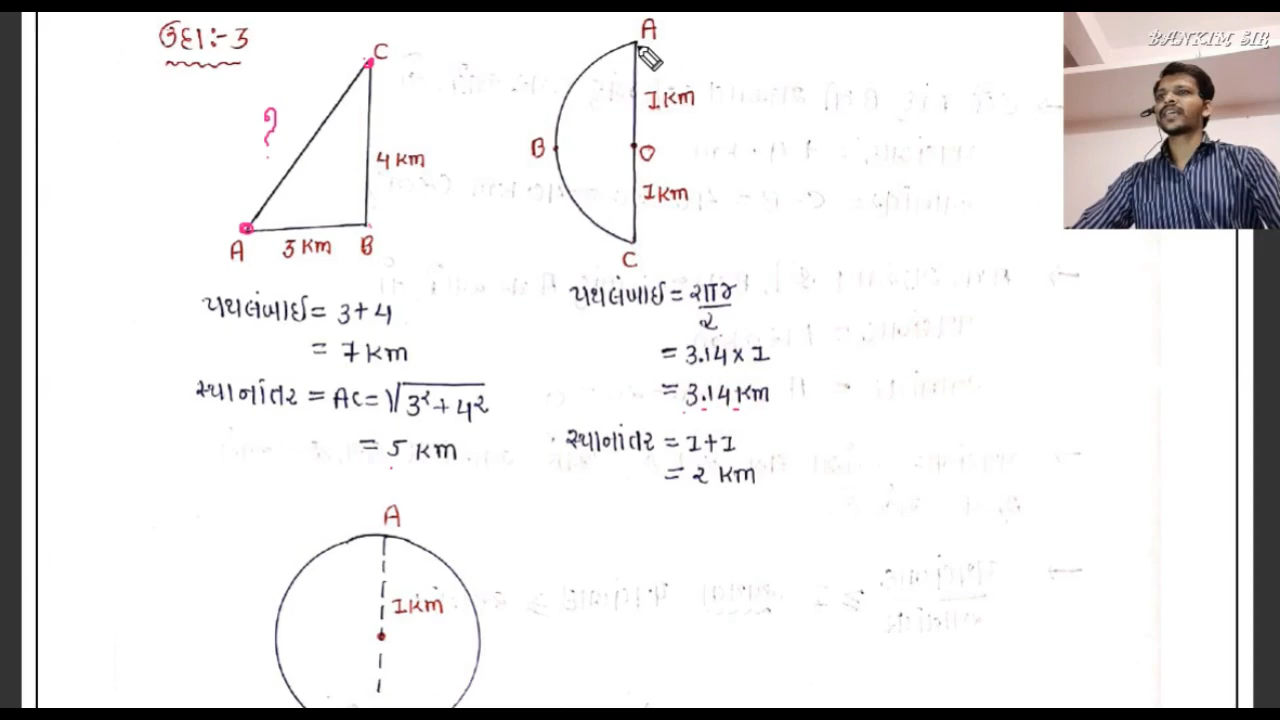 BANKIM SIR
ઉદા:- 3
C
?
4 Km
A
3 Km
B
A
1 Km
B
O
1 Km
C
પથલંબાઈ = 3 + 4
= 7 Km
સ્થાનાંતર = AC = √3² + 4²
= 5 Km
પથલંબાઈ = 2πr/2
= 3.14 x 1
= 3.14 Km
સ્થાનાંતર = 1 + 1
= 2 Km
A
1 Km